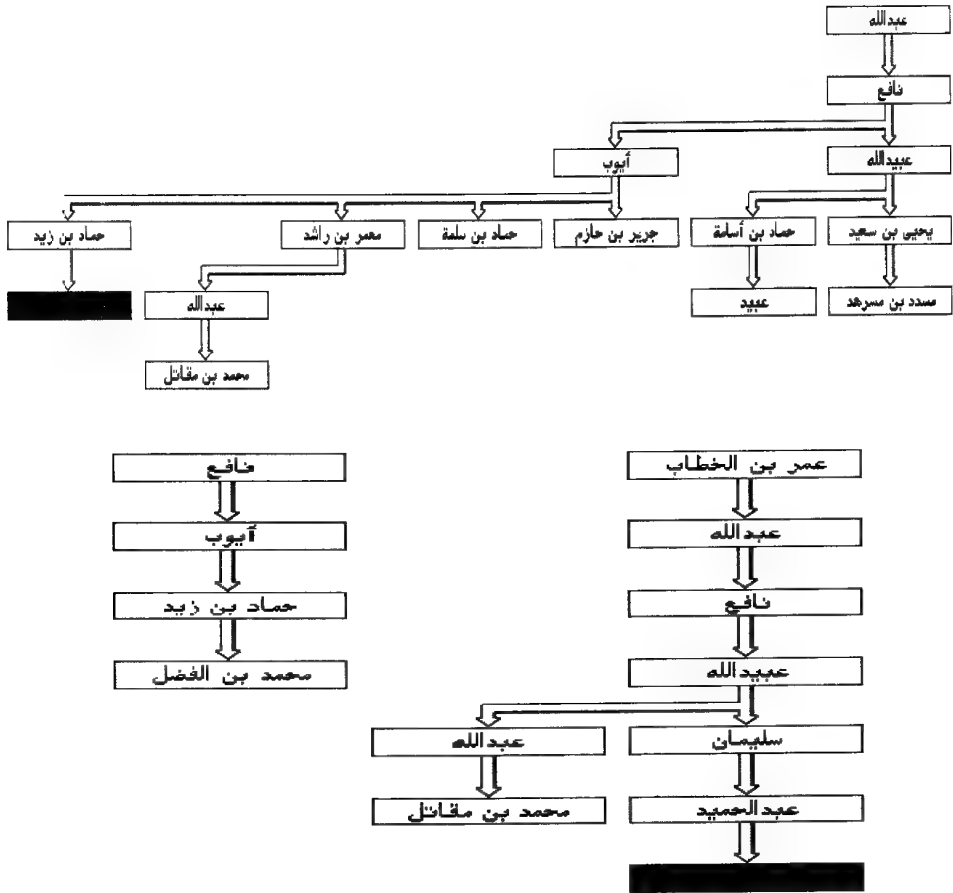 عبدالله
نافع
عبيدالله
أيوب
يحيى بن سعيد
حماد بن أسامة
جرير بن حازم
حماد بن سلمة
معمر بن راشد
حماد بن زيد
مسدد بن مسرهد
عبيد
عبدالله
محمد بن مقاتل
عمر بن الخطاب
عبدالله
نافع
عبيدالله
سليمان
عبدالله
عبدالحميد
محمد بن مقاتل
نافع
أيوب
حماد بن زيد
محمد بن الفضل